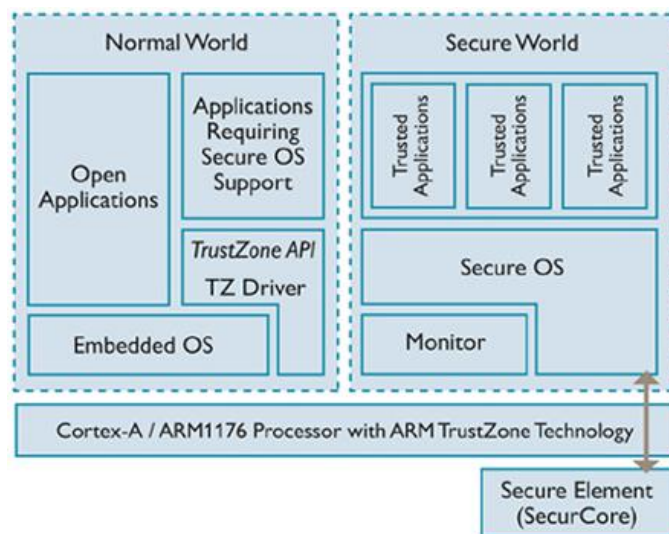 Normal World
Open
Applications
Applications
Requiring
Secure OS
Support
TrustZone API
TZ Driver
Embedded OS
Secure World
Trusted
Applications
Trusted
Applications
Trusted
Applications
Secure OS
Monitor
Cortex-A / ARM1176 Processor with ARM TrustZone Technology
Secure Element
(SecurCore)